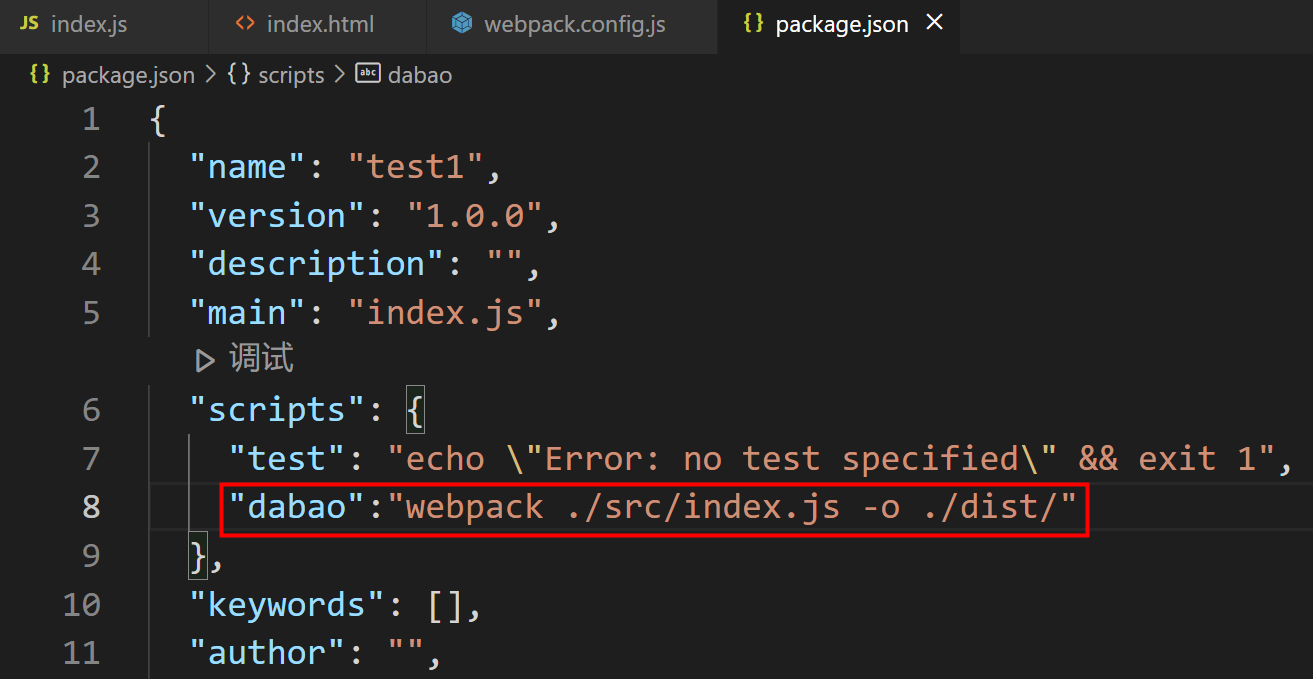 JS index.js <> index.html webpack.config.js {} package.json ×
{} package.json > {} scripts > abc dabao
1 {
2 "name": "test1",
3 "version": "1.0.0",
4 "description": "",
5 "main": "index.js",
调试
6 "scripts": {
7 "test": "echo \"Error: no test specified\" && exit 1",
8 "dabao":"webpack ./src/index.js -o ./dist/"
9 },
10 "keywords": [],
11 "author": "",